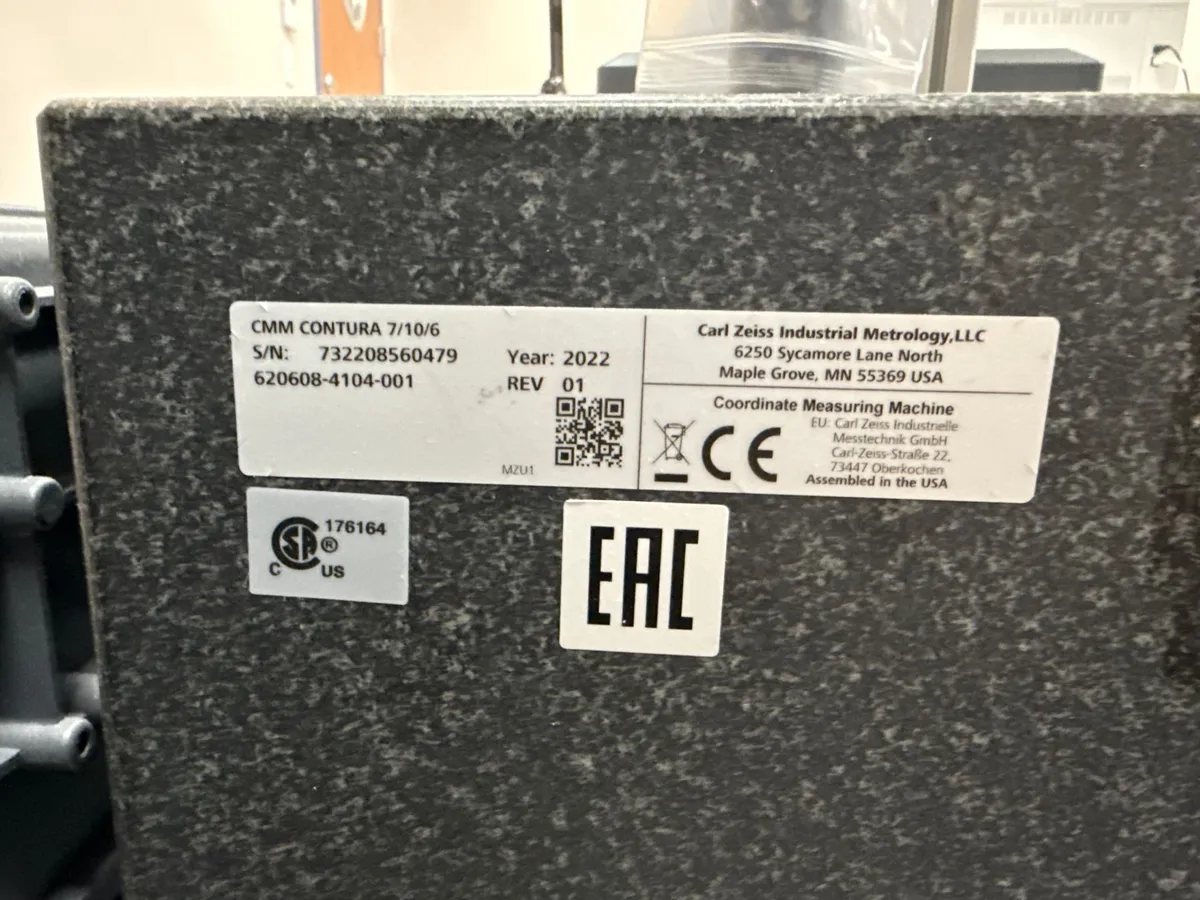 CMM CONTURA 7/10/6
S/N: 732208560479 Year: 2022
620608-4104-001 REV 01
MZU1
Carl Zeiss Industrial Metrology,LLC
6250 Sycamore Lane North
Maple Grove, MN 55369 USA
Coordinate Measuring Machine
EU: Carl Zeiss Industrielle
Messtechnik GmbH
Carl-Zeiss-Straße 22,
73447 Oberkochen
Assembled in the USA
CE
176164
CSA ®
C US
EAC